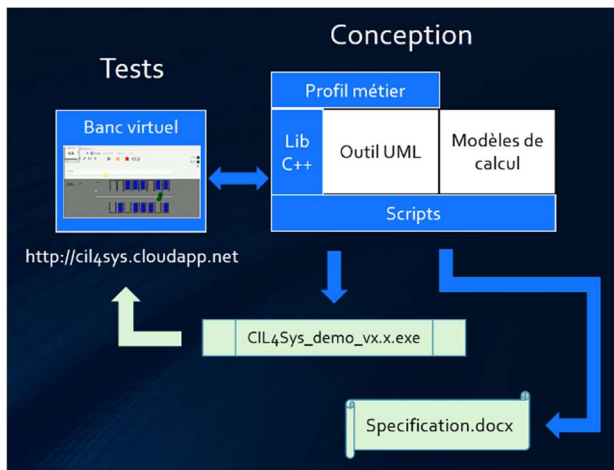 Conception
Tests
Profil métier
Banc virtuel
Lib
C++
Outil UML
Modèles de
calcul
Scripts
http://cil4sys.cloudapp.net
CIL4Sys_demo_vx.x.exe
Specification.docx